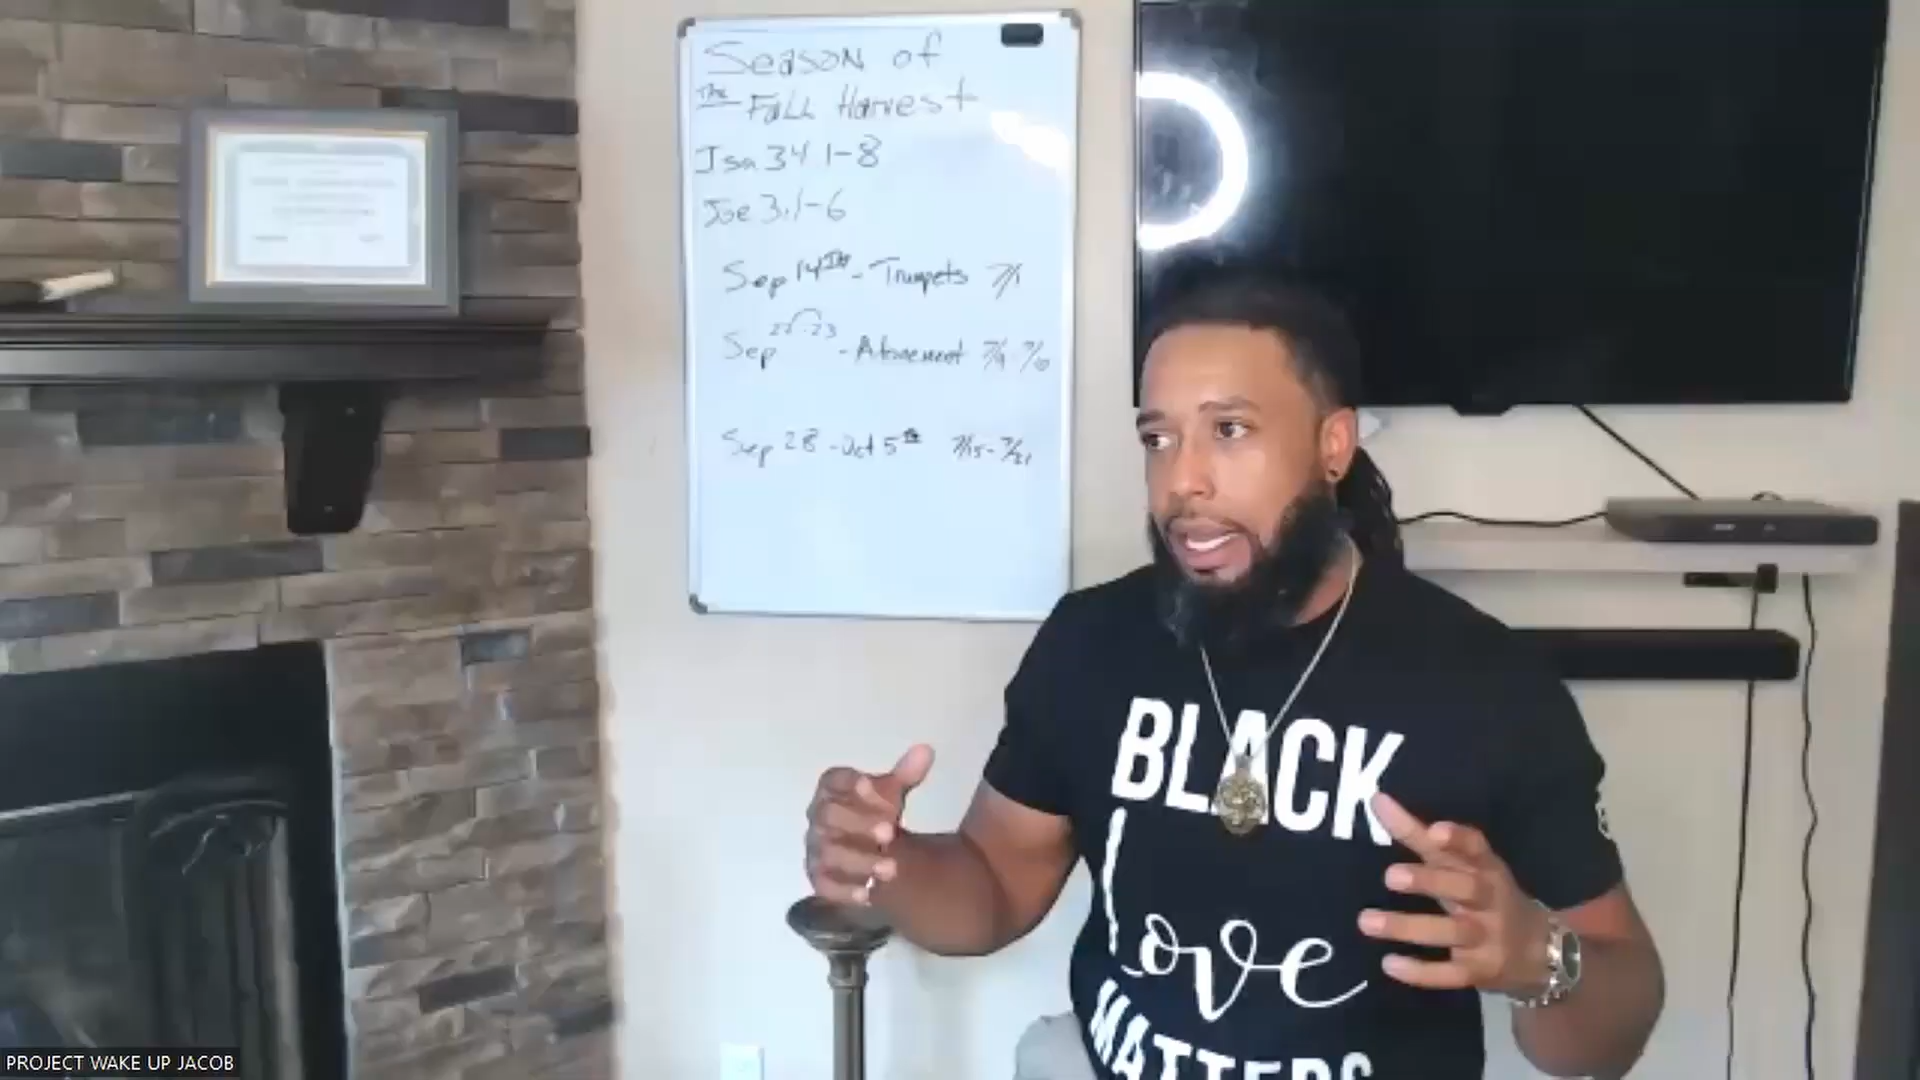 Season of
The Fall Harvest
Isa 34 1-8
Joe 3:1-6
Sep 14th - Trumpets 7/1
22-23
Sep - Atonement 7/9 7/10
Sep 28 - Oct 5th 7/15 - 7/21
BLACK
Love
MATTERS
PROJECT WAKE UP JACOB